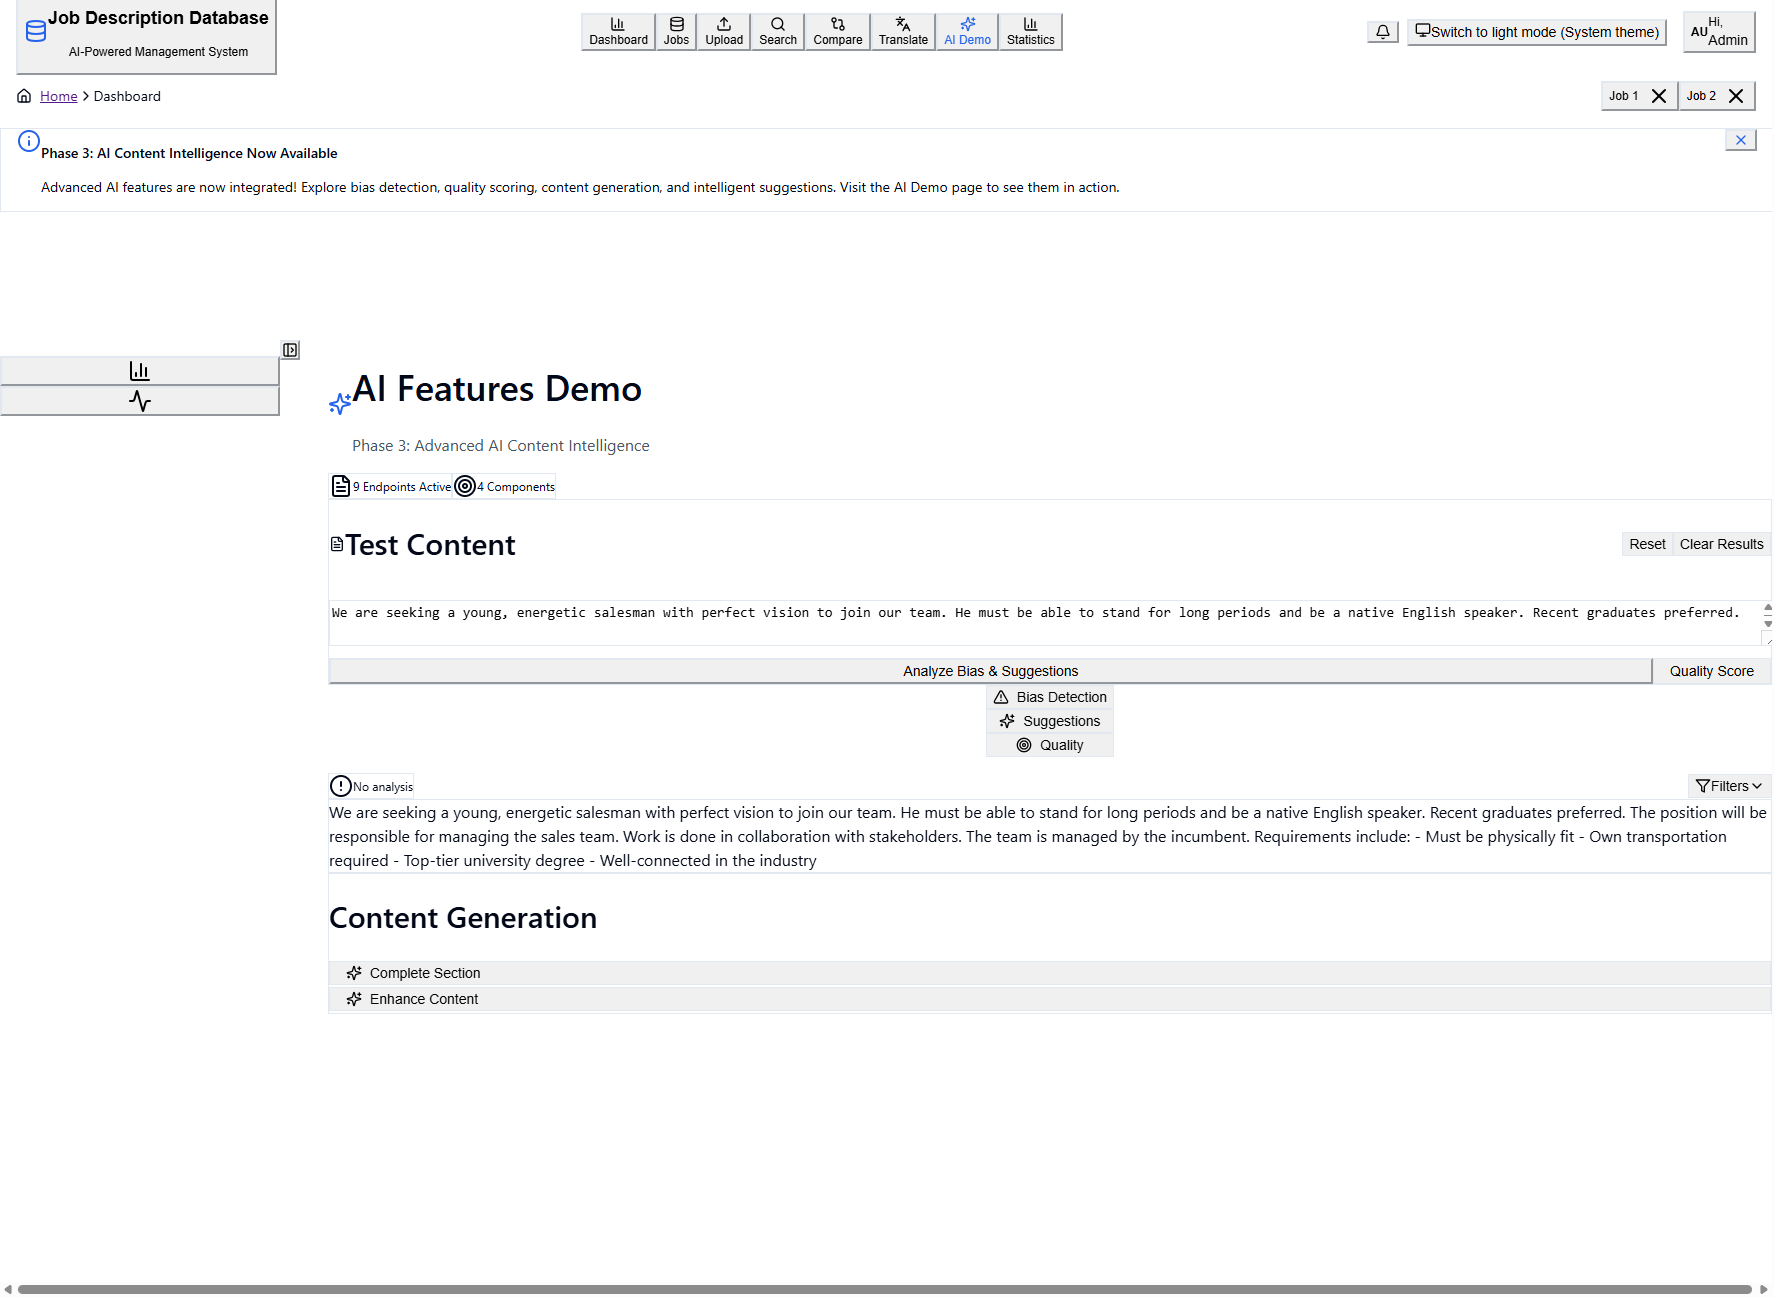 Job Description Database
AI-Powered Management System
Dashboard
Jobs
Upload
Search
Compare
Translate
AI Demo
Statistics
Switch to light mode (System theme)
AU
Hi,
Admin
Home
Dashboard
Job 1
Job 2
Phase 3: AI Content Intelligence Now Available
Advanced AI features are now integrated! Explore bias detection, quality scoring, content generation, and intelligent suggestions. Visit the AI Demo page to see them in action.
AI Features Demo
Phase 3: Advanced AI Content Intelligence
9 Endpoints Active
4 Components
Test Content
Reset
Clear Results
We are seeking a young, energetic salesman with perfect vision to join our team. He must be able to stand for long periods and be a native English speaker. Recent graduates preferred.
Analyze Bias & Suggestions
Quality Score
Bias Detection
Suggestions
Quality
No analysis
Filters
We are seeking a young, energetic salesman with perfect vision to join our team. He must be able to stand for long periods and be a native English speaker. Recent graduates preferred. The position will be
responsible for managing the sales team. Work is done in collaboration with stakeholders. The team is managed by the incumbent. Requirements include: - Must be physically fit - Own transportation
required - Top-tier university degree - Well-connected in the industry
Content Generation
Complete Section
Enhance Content